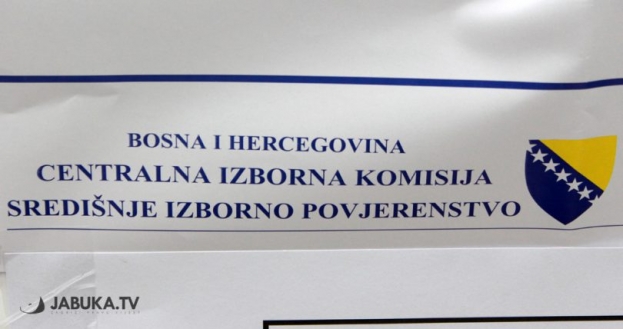 BOSNA I HERCEGOVINA
CENTRALNA IZBORNA KOMISIJA
SREDIŠNJE IZBORNO POVJERENSTVO
JABUKA.TV